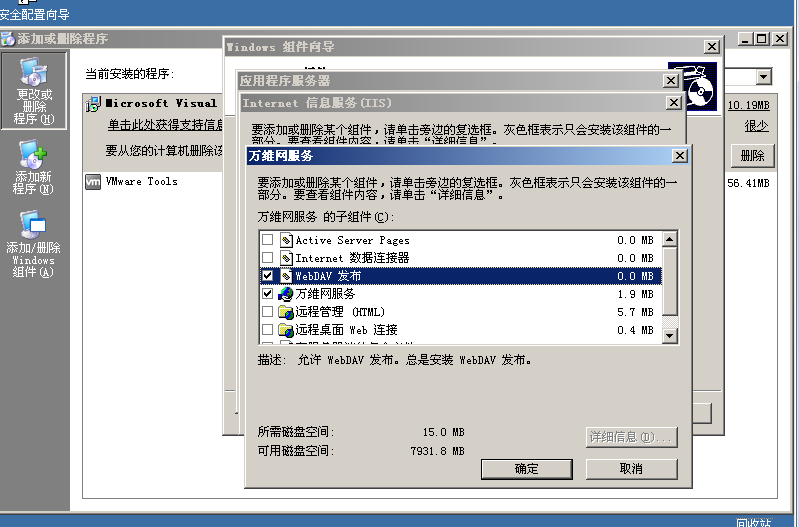 安全配置向导
添加或删除程序
更改或
删除
程序(H)
添加新
程序(N)
添加/删除
Windows
组件(A)
当前安装的程序:
Microsoft Visual
10.19MB
单击此处获得支持信息
很少
要从您的计算机删除该
删除
VMware Tools
56.41MB
Windows 组件向导
应用程序服务器
Internet 信息服务(IIS)
要添加或删除某个组件，请单击旁边的复选框。灰色框表示只会安装该组件的一
部分。要查看组件内容，请单击“详细信息”。
万维网服务
要添加或删除某个组件，请单击旁边的复选框。灰色框表示只会安装该组件的一
部分。要查看组件内容，请单击“详细信息”。
万维网服务 的子组件(C):
Active Server Pages 0.0 MB
Internet 数据连接器 0.0 MB
WebDAV 发布 0.0 MB
万维网服务 1.9 MB
远程管理 (HTML) 5.7 MB
远程桌面 Web 连接 0.4 MB
描述: 允许 WebDAV 发布。总是安装 WebDAV 发布。
所需磁盘空间: 15.0 MB
可用磁盘空间: 7931.8 MB
详细信息(D)...
确定
取消
回收站